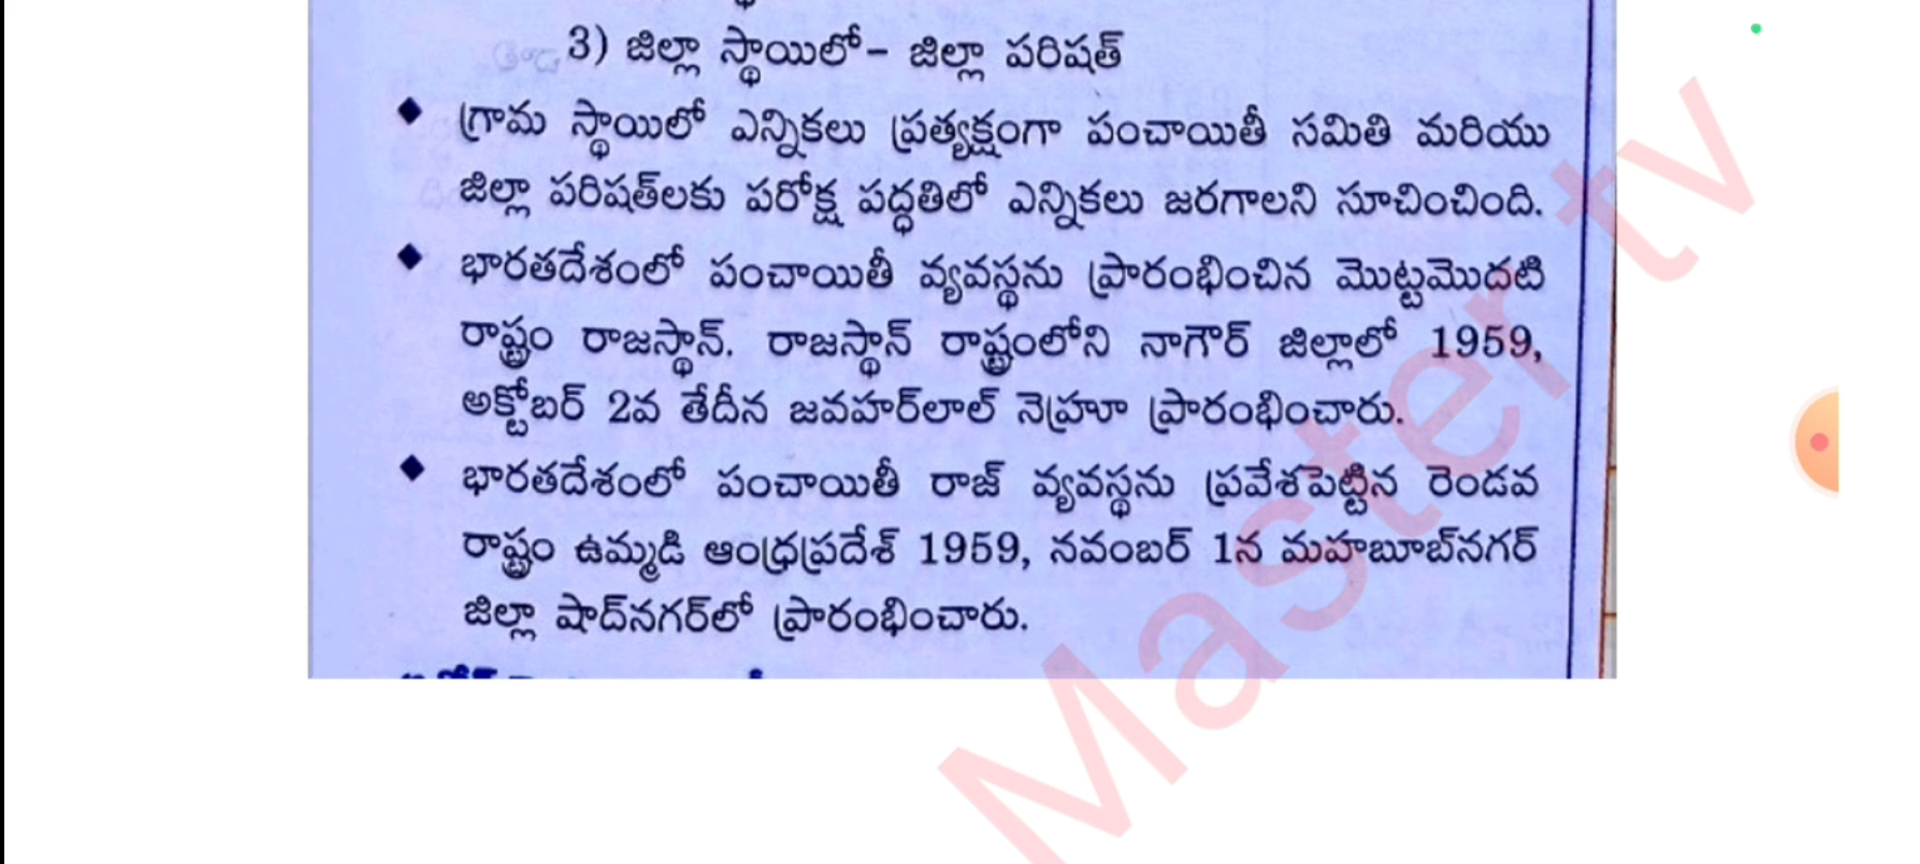 3) జిల్లా స్థాయిలో- జిల్లా పరిషత్
◆ గ్రామ స్థాయిలో ఎన్నికలు ప్రత్యక్షంగా పంచాయితీ సమితి మరియు
జిల్లా పరిషత్‌లకు పరోక్ష పద్ధతిలో ఎన్నికలు జరగాలని సూచించింది.
◆ భారతదేశంలో పంచాయితీ వ్యవస్థను ప్రారంభించిన మొట్టమొదటి
రాష్ట్రం రాజస్థాన్. రాజస్థాన్ రాష్ట్రంలోని నాగౌర్ జిల్లాలో 1959,
అక్టోబర్ 2వ తేదీన జవహర్‌లాల్ నెహ్రూ ప్రారంభించారు.
◆ భారతదేశంలో పంచాయితీ రాజ్ వ్యవస్థను ప్రవేశపెట్టిన రెండవ
రాష్ట్రం ఉమ్మడి ఆంధ్రప్రదేశ్ 1959, నవంబర్ 1న మహబూబ్‌నగర్
జిల్లా షాద్‌నగర్‌లో ప్రారంభించారు.
Master tv